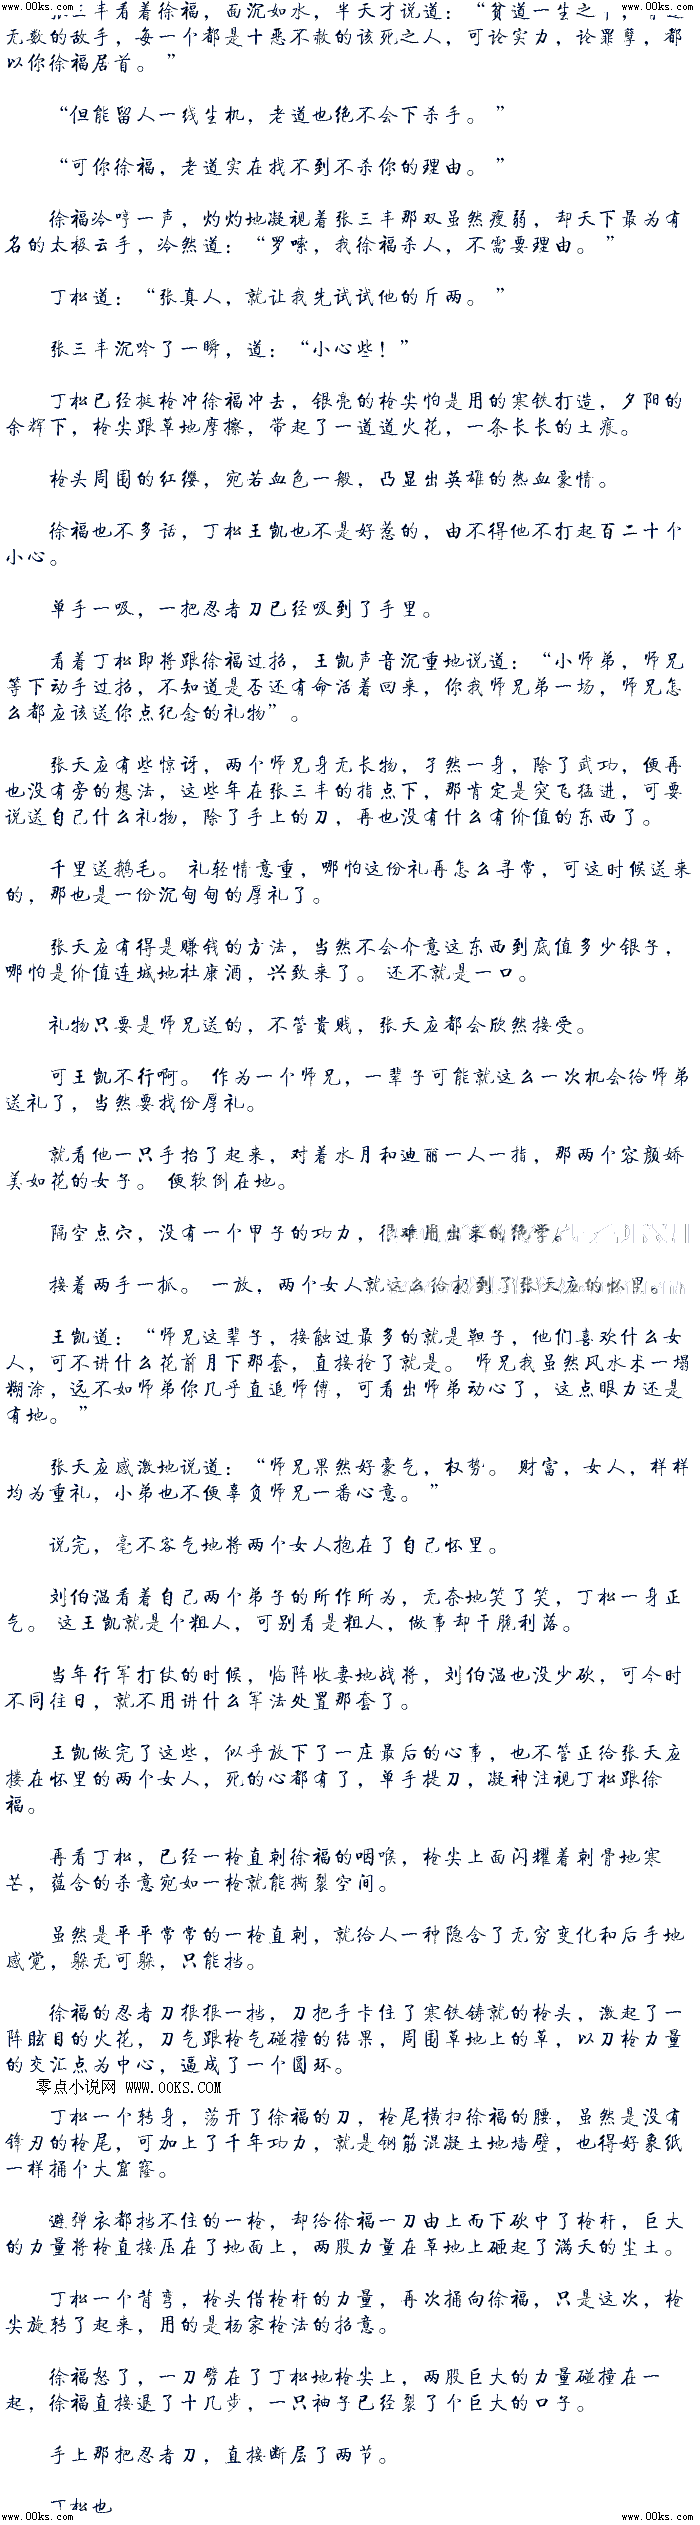 www.00ks.com www.00ks.com
张三丰看着徐福，面沉如水，半天才说道：“贫道一生之
无数的敌手，每一个都是十恶不赦的该死之人，可论实力，论罪孽，都
以你徐福居首。”
“但能留人一线生机，老道也绝不会下杀手。”
“可你徐福，老道实在找不到不杀你的理由。”
徐福冷哼一声，灼灼地凝视着张三丰那双虽然瘦弱，却天下最为有
名的太极云手，冷然道：“罗嗦，我徐福杀人，不需要理由。”
丁松道：“张真人，就让我先试试他的斤两。”
张三丰沉吟了一瞬，道：“小心些！”
丁松已经挺枪冲徐福冲去，银亮的枪尖怕是用的寒铁打造，夕阳的
余辉下，枪尖跟草地摩擦，带起了一道道火花，一条长长的土痕。
枪头周围的红缨，宛若血色一般，凸显出英雄的热血豪情。
徐福也不多话，丁松王凯也不是好惹的，由不得他不打起百二十个
小心。
单手一吸，一把忍者刀已经吸到了手里。
看着丁松即将跟徐福过招，王凯声音沉重地说道：“小师弟，师兄
等下动手过招，不知道是否还有命活着回来，你我师兄弟一场，师兄怎
么都应该送你点纪念的礼物”。
张天应有些惊讶，两个师兄身无长物，孑然一身，除了武功，便再
也没有旁的想法，这些年在张三丰的指点下，那肯定是突飞猛进，可要
说送自己什么礼物，除了手上的刀，再也没有什么有价值的东西了。
千里送鹅毛。 礼轻情意重，哪怕这份礼再怎么寻常，可这时候送来
的，那也是一份沉甸甸的厚礼了。
张天应有得是赚钱的方法，当然不会介意这东西到底值多少银子，
哪怕是价值连城地杜康酒，兴致来了。 还不就是一口。
礼物只要是师兄送的，不管贵贱，张天应都会欣然接受。
可王凯不行啊。 作为一个师兄，一辈子可能就这么一次机会给师弟
送礼了，当然要找份厚礼。
就看他一只手抬了起来，对着水月和迪丽一人一指，那两个容颜娇
美如花的女子。 便软倒在地。
隔空点穴，没有一个甲子的功力，很难用出来的绝学。
接着两手一抓。 一放，两个女人就这么给扔到了张天应的怀里。
王凯道：“师兄这辈子，接触过最多的就是鞑子，他们喜欢什么女
人，可不讲什么花前月下那套，直接抢了就是。 师兄我虽然风水术一塌
糊涂，远不如师弟你几乎直追师傅，可看出师弟动心了，这点眼力还是
有地。”
张天应感激地说道：“师兄果然好豪气，权势。 财富，女人，样样
均为重礼，小弟也不便辜负师兄一番心意。”
说完，毫不客气地将两个女人抱在了自己怀里。
刘伯温看着自己两个弟子的所作所为，无奈地笑了笑，丁松一身正
气。 这王凯就是个粗人，可别看是粗人，做事却干脆利落。
当年行军打仗的时候，临阵收妻地战将，刘伯温也没少砍，可今时
不同往日，就不用讲什么军法处置那套了。
王凯做完了这些，似乎放下了一庄最后的心事，也不管正给张天应
搂在怀里的两个女人，死的心都有了，单手提刀，凝神注视丁松跟徐
福。
再看丁松，已经一枪直刺徐福的咽喉，枪尖上面闪耀着刺骨地寒
芒，蕴含的杀意宛如一枪就能撕裂空间。
虽然是平平常常的一枪直刺，就给人一种隐含了无穷变化和后手地
感觉，躲无可躲，只能挡。
徐福的忍者刀狠狠一挡，刀把手卡住了寒铁铸就的枪头，激起了一
阵眩目的火花，刀气跟枪气碰撞的结果，周围草地上的草，以刀枪力量
的交汇点为中心，逼成了一个圆环。
零点小说网 www.00KS.COM
丁松一个转身，荡开了徐福的刀，枪尾横扫徐福的腰，虽然是没有
锋刃的枪尾，可加上了千年功力，就是钢筋混凝土地墙壁，也得好象纸
一样捅个大窟窿。
避弹衣都挡不住的一枪，却给徐福一刀由上而下砍中了枪杆，巨大
的力量将枪直接压在了地面上，两股力量在草地上砸起了满天的尘土。
丁松一个背弯，枪头借枪杆的力量，再次捅向徐福，只是这次，枪
尖旋转了起来，用的是杨家枪法的招意。
徐福怒了，一刀劈在了丁松地枪尖上，两股巨大的力量碰撞在一
起，徐福直接退了十几步，一只袖子已经裂了个巨大的口子。
手上那把忍者刀，直接断层了两节。
丁松也
www.00ks.com www.00ks.com